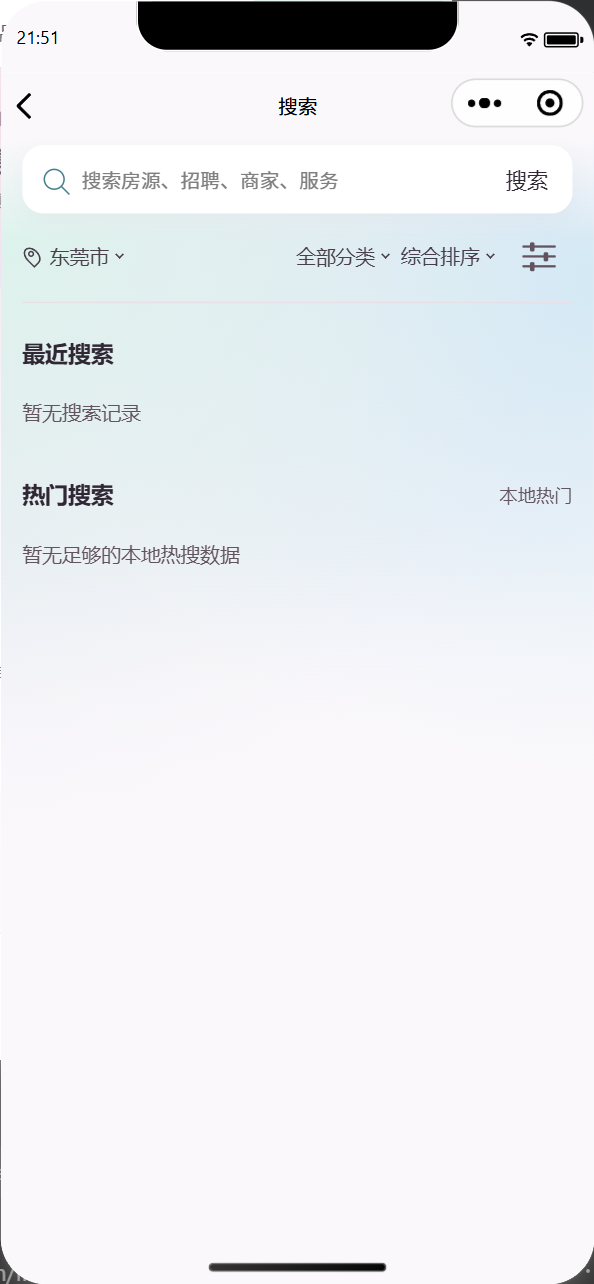 21:51
搜索
搜索房源、招聘、商家、服务 搜索
东莞市 全部分类 综合排序
最近搜索
暂无搜索记录
热门搜索 本地热门
暂无足够的本地热搜数据